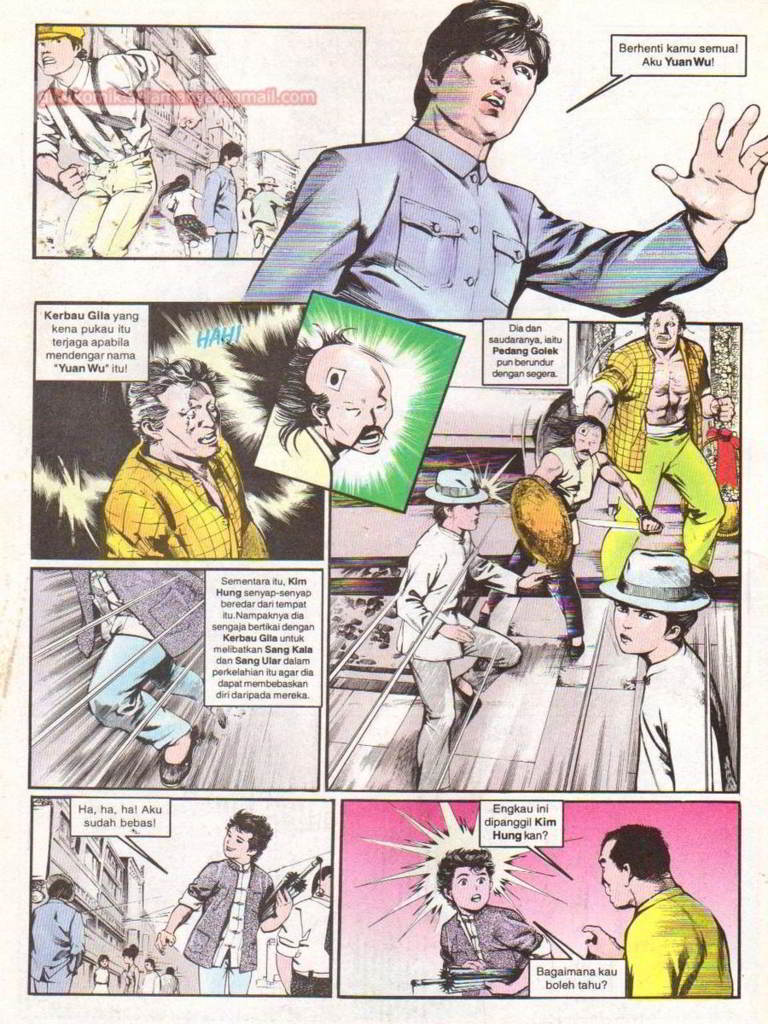 Berhenti kamu semua!
Aku Yuan Wu!
Kerbau Gila yang
kena pukau itu
terjaga apabila
mendengar nama
"Yuan Wu" itu!
HAH!
Dia dan
saudaranya, iaitu
Pedang Golek
pun berundur
dengan segera.
Sementara itu, Kim
Hung senyap-senyap
beredar dari tempat
itu.Nampaknya dia
sengaja bertikai dengan
Kerbau Gila untuk
melibatkan Sang Kala
dan Sang Ular dalam
perkelahian itu agar dia
dapat membebaskan
diri daripada mereka.
Ha, ha, ha! Aku
sudah bebas!
Engkau ini
dipanggil Kim
Hung kan?
Bagaimana kau
boleh tahu?